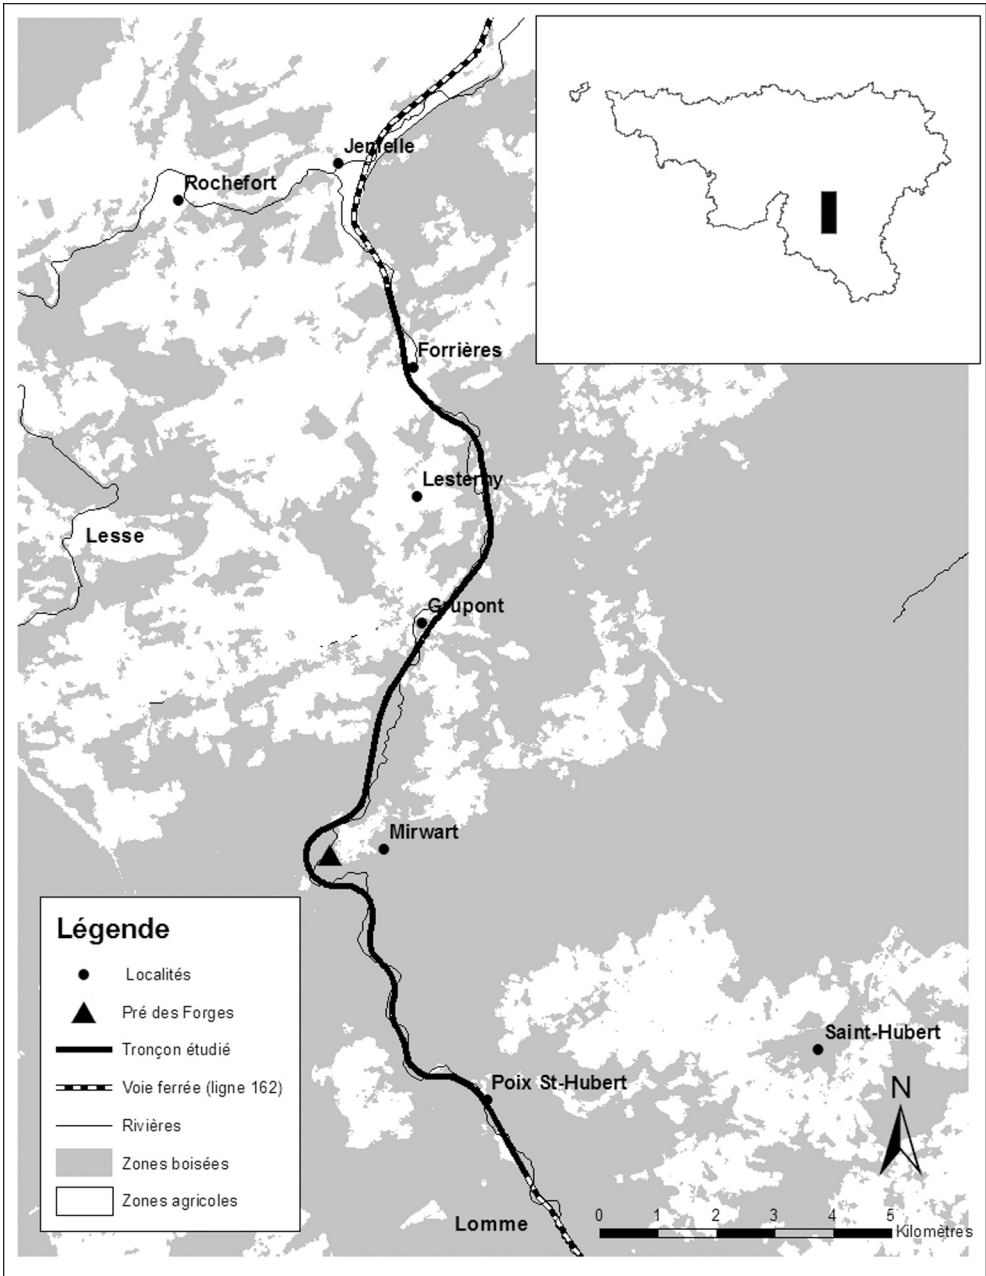 Jemelle
Rochefort
Forrières
Lesterny
Lesse
Grupont
Mirwart
Légende
Localités
Pré des Forges
Tronçon étudié
Voie ferrée (ligne 162)
Rivières
Zones boisées
Zones agricoles
Saint-Hubert
Poix St-Hubert
N
Lomme
0 1 2 3 4 5
Kilomètres